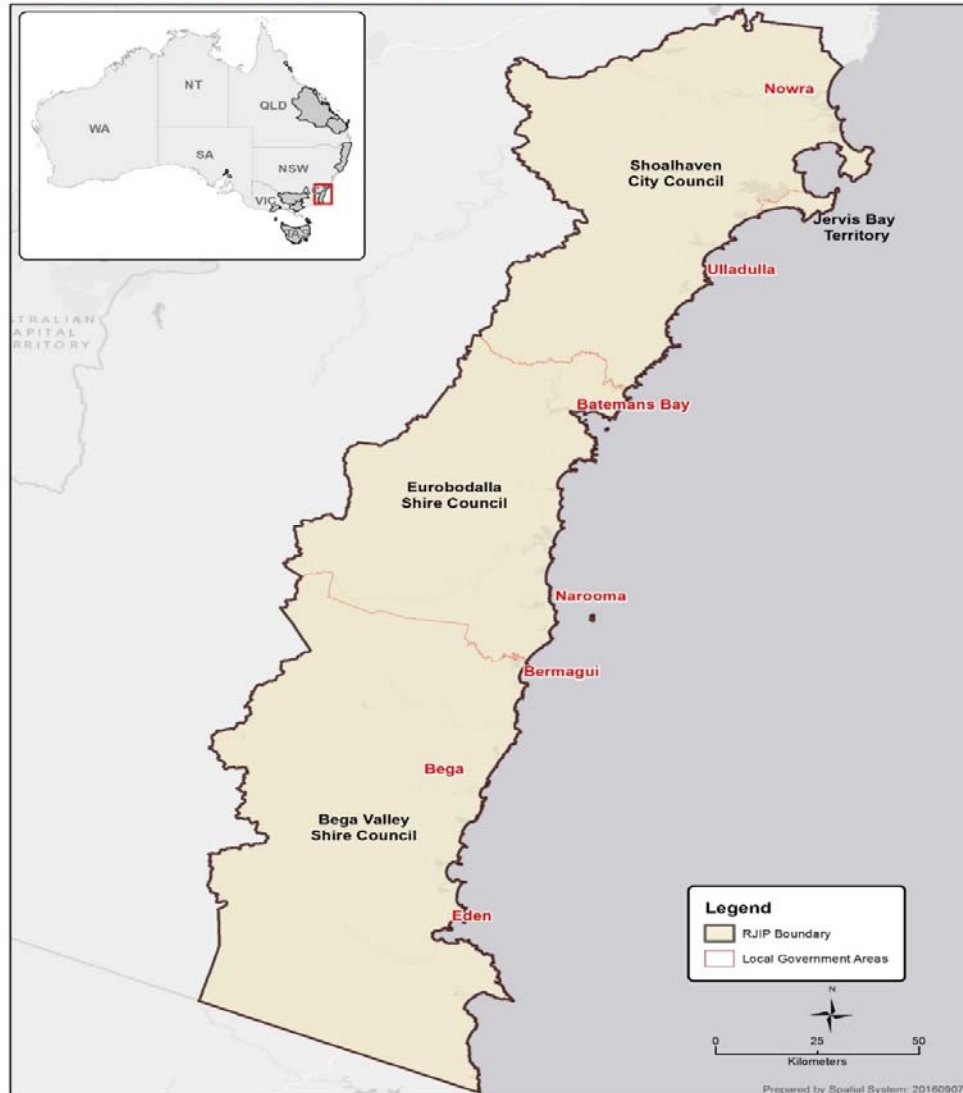 NT
QLD
WA
SA
NSW
VIC
Nowra
Shoalhaven
City Council
Jervis Bay
Territory
Ulladulla
CAPITAL
Batemans Bay
Eurobodalla
Shire Council
Narooma
Bermagui
Bega
Bega Valley
Shire Council
Eden
Legend
RJIP Boundary
Local Government Areas
N
0 25 50
Kilometers
Prepared by Spatial System: 20160907